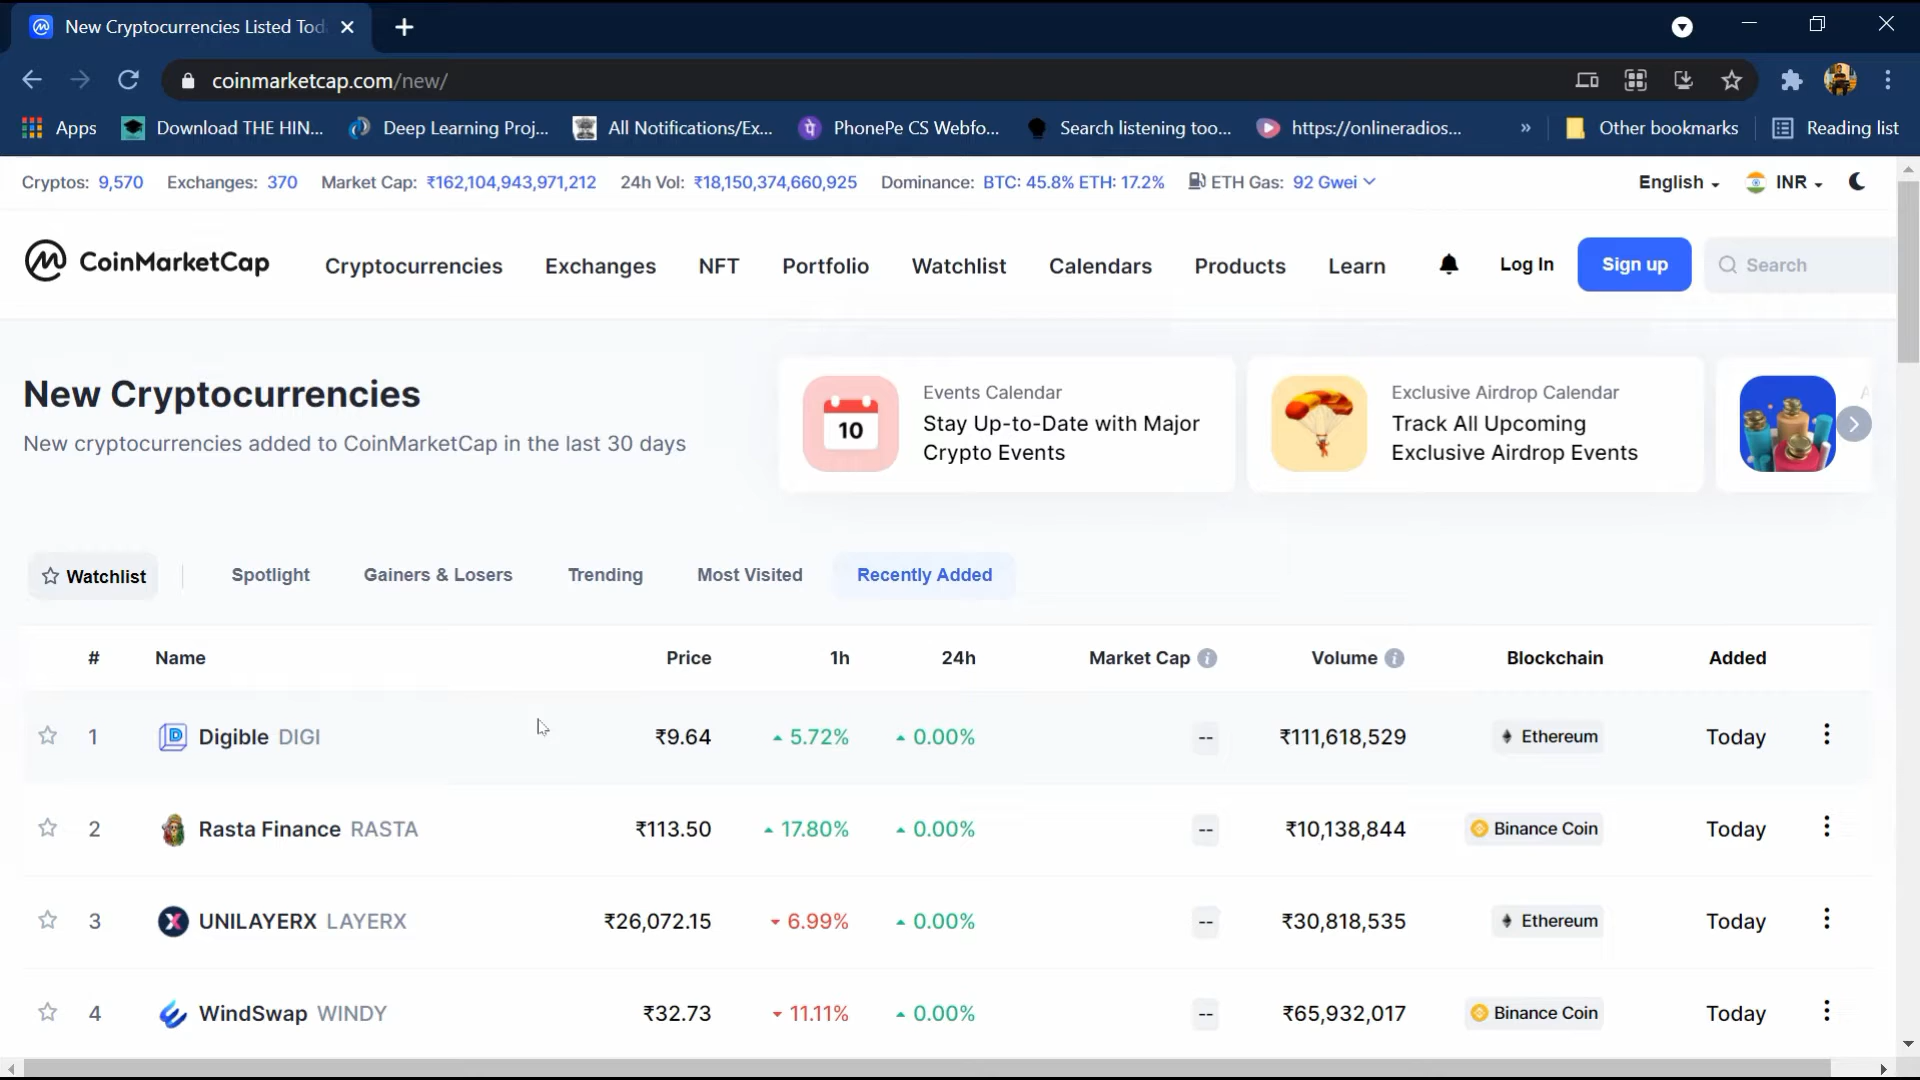 New Cryptocurrencies Listed Tod
coinmarketcap.com/new/
Apps Download THE HIN... Deep Learning Proj... All Notifications/Ex... PhonePe CS Webfo... Search listening too... https://onlineradios... » Other bookmarks Reading list
Cryptos: 9,570 Exchanges: 370 Market Cap: ₹162,104,943,971,212 24h Vol: ₹18,150,374,660,925 Dominance: BTC: 45.8% ETH: 17.2% ETH Gas: 92 Gwei English INR
CoinMarketCap Cryptocurrencies Exchanges NFT Portfolio Watchlist Calendars Products Learn Log In Sign up Search
New Cryptocurrencies
New cryptocurrencies added to CoinMarketCap in the last 30 days
10
Events Calendar
Stay Up-to-Date with Major
Crypto Events
Exclusive Airdrop Calendar
Track All Upcoming
Exclusive Airdrop Events
Watchlist Spotlight Gainers & Losers Trending Most Visited Recently Added
# Name Price 1h 24h Market Cap Volume Blockchain Added
1 Digible DIGI ₹9.64 5.72% 0.00% -- ₹111,618,529 Ethereum Today
2 Rasta Finance RASTA ₹113.50 17.80% 0.00% -- ₹10,138,844 Binance Coin Today
3 UNILAYERX LAYERX ₹26,072.15 6.99% 0.00% -- ₹30,818,535 Ethereum Today
4 WindSwap WINDY ₹32.73 11.11% 0.00% -- ₹65,932,017 Binance Coin Today